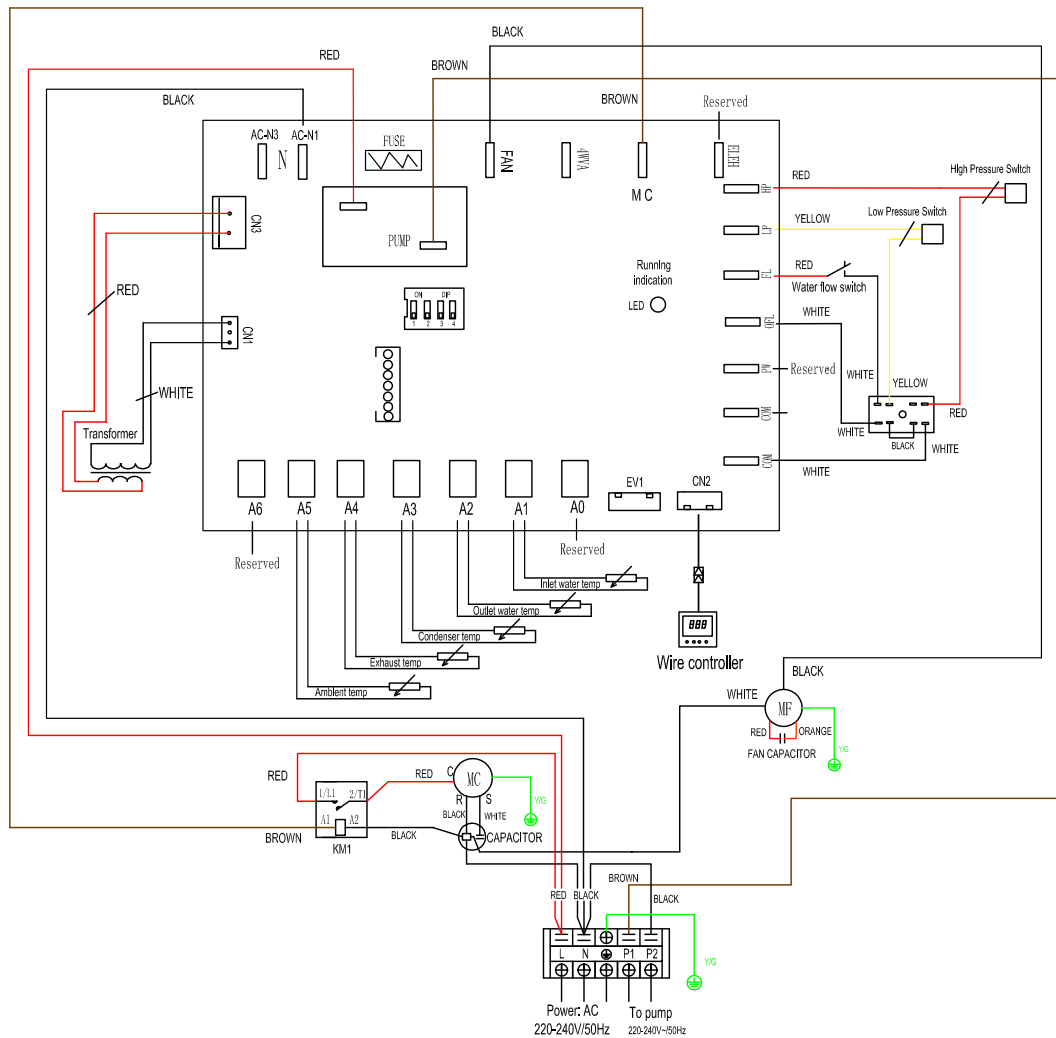 BLACK
RED
BROWN
BLACK
BROWN
Reserved
AC-N3
AC-N1
N
FUSE
FAN
4WVA
M C
ELEH
CN3
PUMP
HP
RED
High Pressure Switch
Low Pressure Switch
LP
YELLOW
Running
indication
LED
FL
RED
Water flow switch
RED
ON DIP
1 2 3 4
CN1
OFL
WHITE
PW
Reserved
WHITE
YELLOW
WHITE
COM
RED
Transformer
WHITE
BLACK
WHITE
COM
WHITE
EV1
CN2
A6
A5
A4
A3
A2
A1
A0
Reserved
Reserved
Inlet water temp
Outlet water temp
Condenser temp
Exhaust temp
Ambient temp
888
Wire controller
BLACK
WHITE
MF
RED
ORANGE
FAN CAPACITOR
Y/G
RED
RED
C
MC
R
S
Y/G
1/L1
2/T1
BLACK
WHITE
A1
A2
BROWN
BLACK
CAPACITOR
KM1
BROWN
RED
BLACK
BLACK
L
N
P1
P2
Y/G
Power: AC
220-240V/50Hz
To pump
220-240V~/50Hz